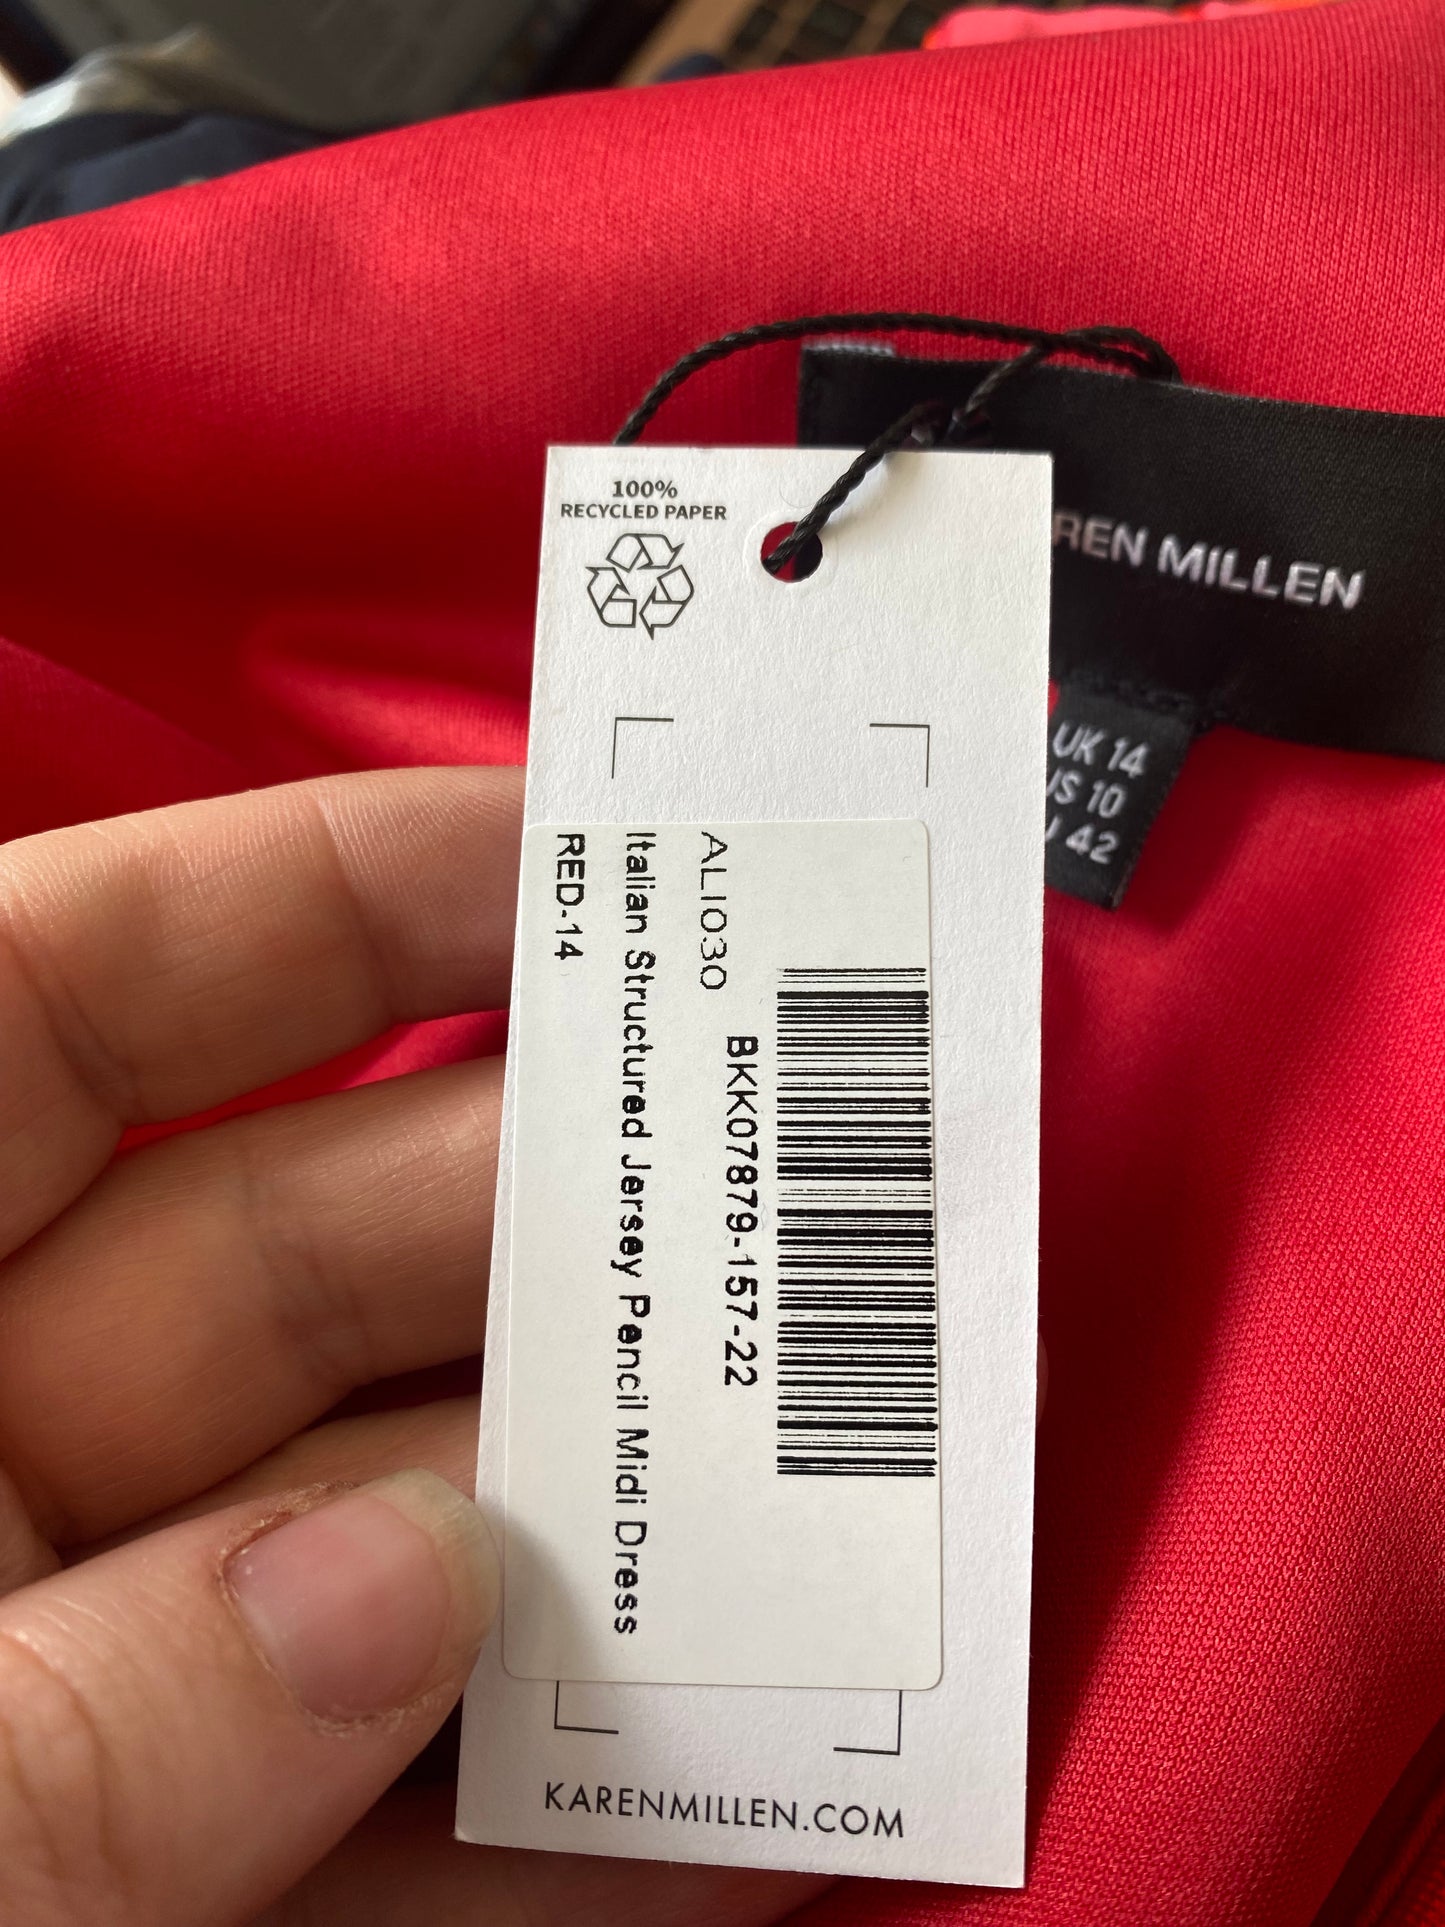 100%
RECYCLED PAPER
REN MILLEN
UK 14
US 10
42
BKK07879-157-22
ALI030
Italian Structured Jersey Pencil Midi Dress
RED-14
KARENMILLEN.COM